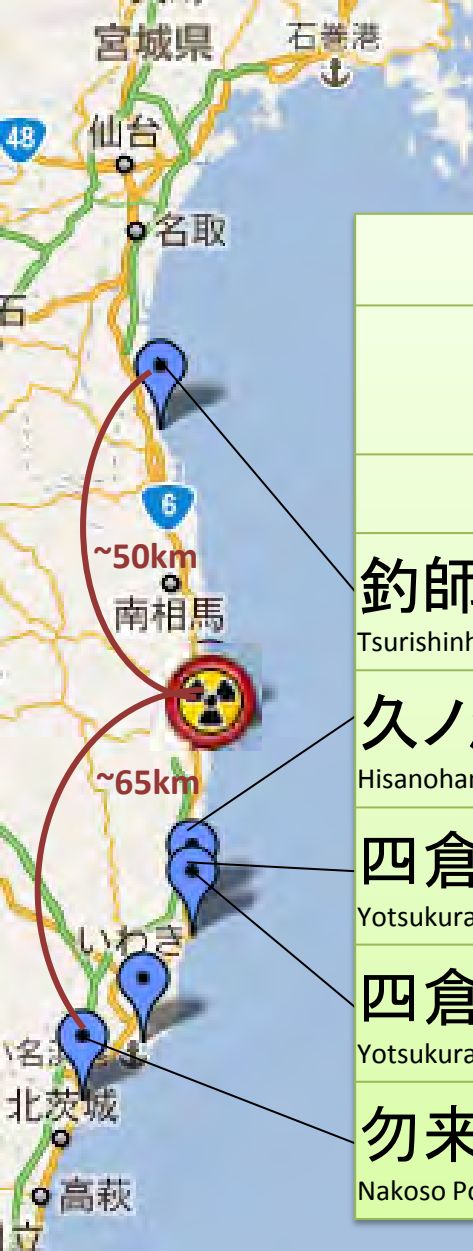 宮城県
石巻港
48
仙台
名取
石
6
~50km
南相馬
~65km
いわき
北茨城
高萩
釣師
Tsurishinh
久ノ
Hisanohar
四倉
Yotsukura
四倉
Yotsukura
勿来
Nakoso Po